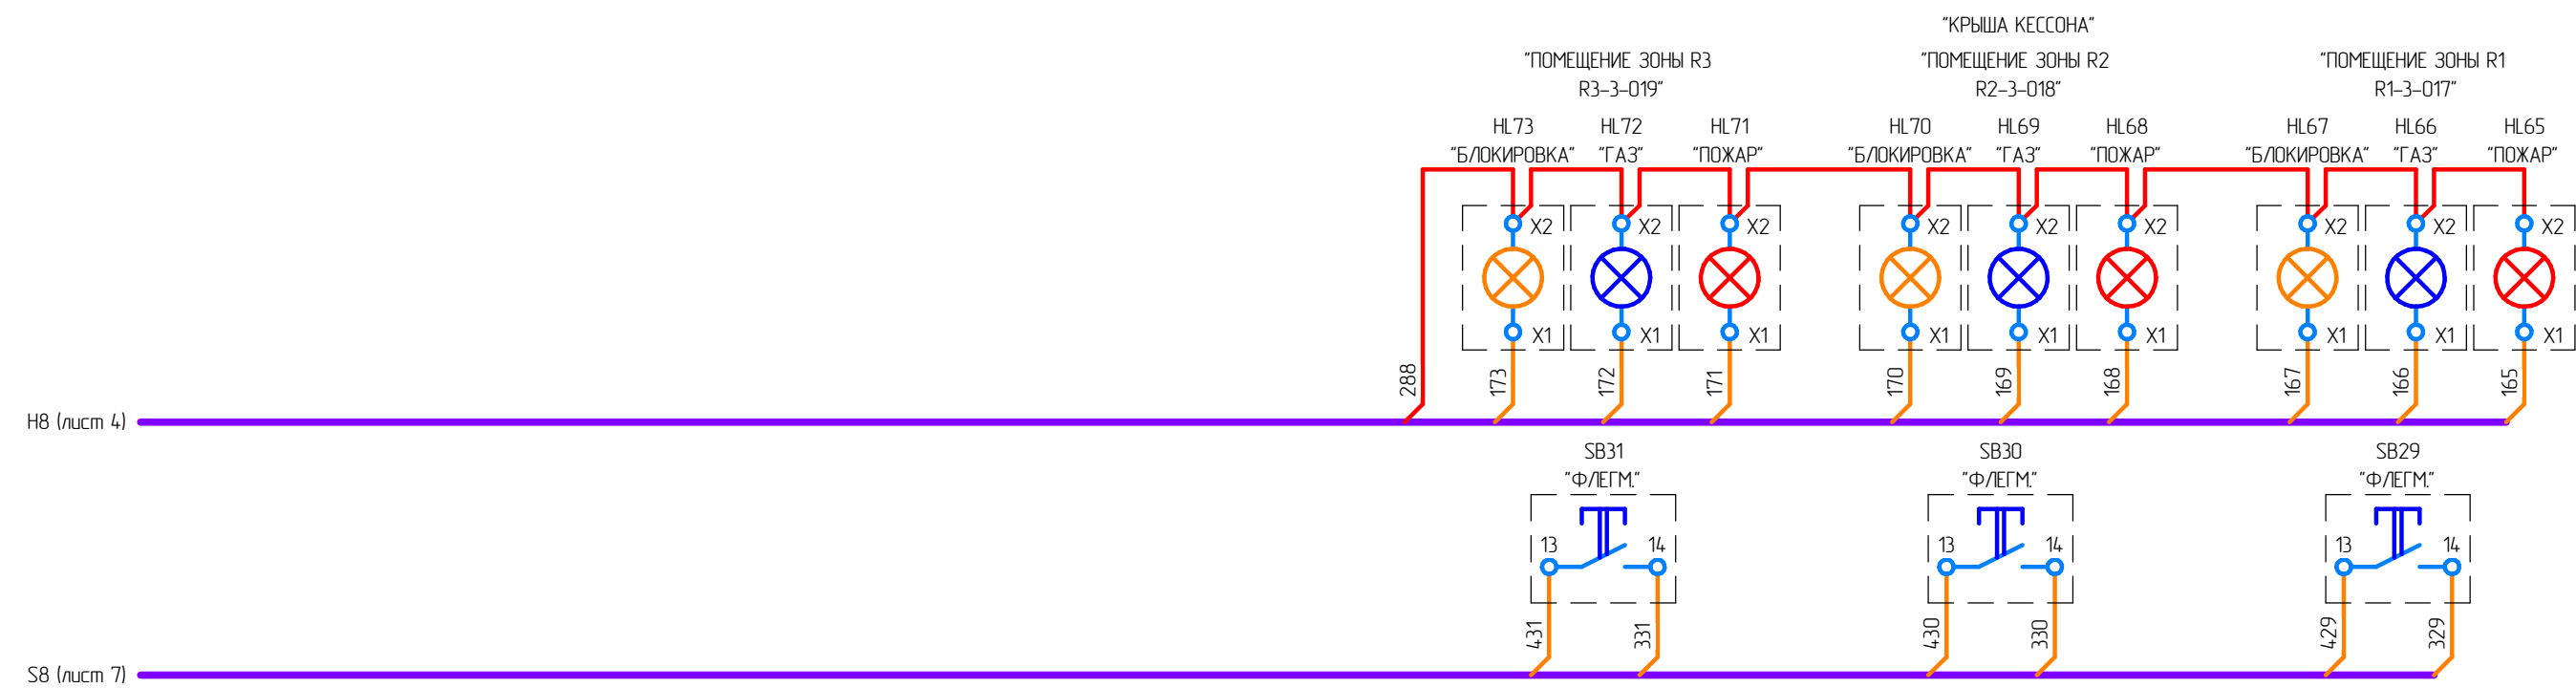 "КРЫША КЕССОНА"
"ПОМЕЩЕНИЕ ЗОНЫ R3 "ПОМЕЩЕНИЕ ЗОНЫ R2 "ПОМЕЩЕНИЕ ЗОНЫ R1
R3-3-019" R2-3-018" R1-3-017"
HL73 HL72 HL71 HL70 HL69 HL68 HL67 HL66 HL65
"БЛОКИРОВКА" "ГАЗ" "ПОЖАР" "БЛОКИРОВКА" "ГАЗ" "ПОЖАР" "БЛОКИРОВКА" "ГАЗ" "ПОЖАР"
X2 X2 X2 X2 X2 X2 X2 X2 X2
X1 X1 X1 X1 X1 X1 X1 X1 X1
288 173 172 171 170 169 168 167 166 165
H8 (лист 4)
SB31 SB30 SB29
"ФЛЕГМ." "ФЛЕГМ." "ФЛЕГМ."
13 14 13 14 13 14
431 331 430 330 429 329
S8 (лист 7)